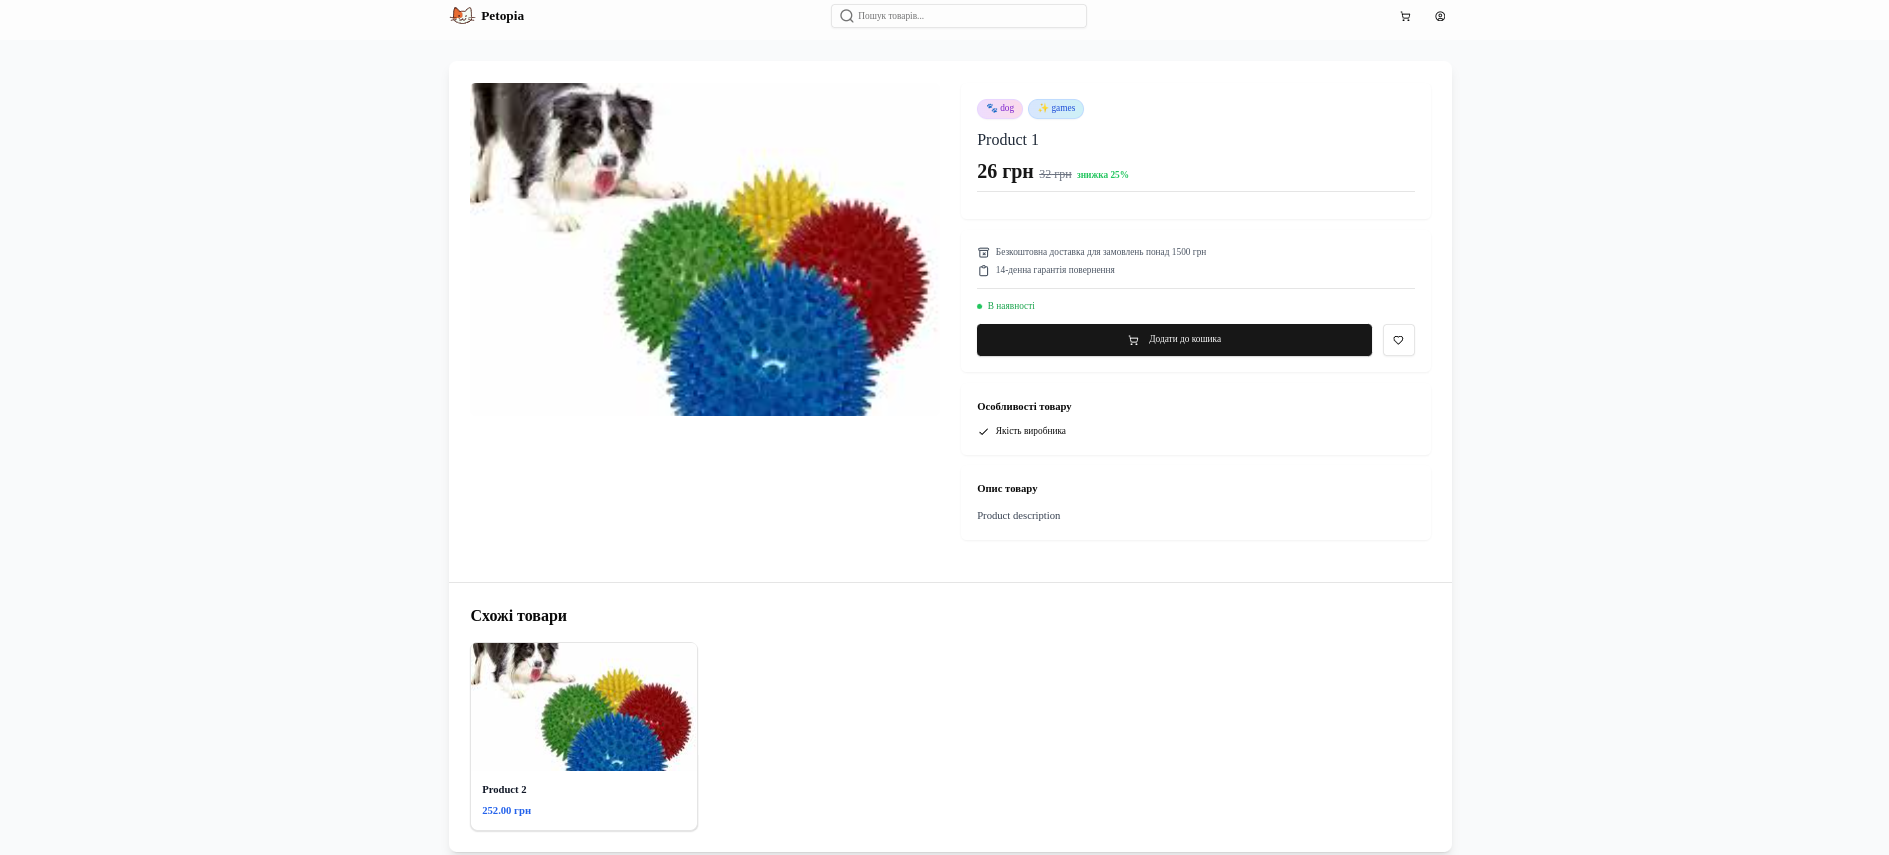 Petopia
Пошук товарів...
🐾 dog ✨ games
Product 1
26 грн 32 грн знижка 25%
Безкоштовна доставка для замовлень понад 1500 грн
14-денна гарантія повернення
В наявності
Додати до кошика
Особливості товару
Якість виробника
Опис товару
Product description
Схожі товари
Product 2
252.00 грн